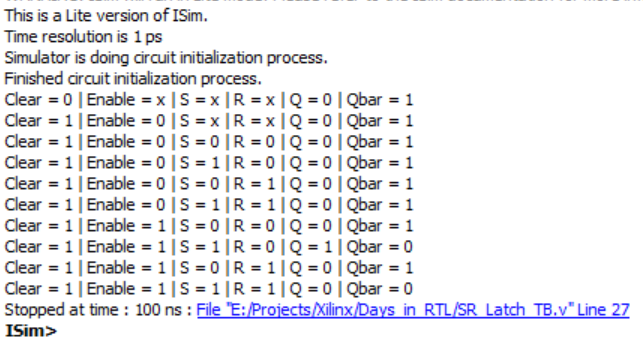 This is a Lite version of ISim.
Time resolution is 1 ps
Simulator is doing circuit initialization process.
Finished circuit initialization process.
Clear = 0 | Enable = x | S = x | R = x | Q = 0 | Qbar = 1
Clear = 1 | Enable = x | S = x | R = x | Q = 0 | Qbar = 1
Clear = 1 | Enable = 0 | S = 0 | R = 0 | Q = 0 | Qbar = 1
Clear = 1 | Enable = 0 | S = 1 | R = 0 | Q = 0 | Qbar = 1
Clear = 1 | Enable = 0 | S = 0 | R = 1 | Q = 0 | Qbar = 1
Clear = 1 | Enable = 0 | S = 1 | R = 1 | Q = 0 | Qbar = 1
Clear = 1 | Enable = 1 | S = 0 | R = 0 | Q = 0 | Qbar = 1
Clear = 1 | Enable = 1 | S = 1 | R = 0 | Q = 1 | Qbar = 0
Clear = 1 | Enable = 1 | S = 0 | R = 1 | Q = 0 | Qbar = 1
Clear = 1 | Enable = 1 | S = 1 | R = 1 | Q = 0 | Qbar = 0
Stopped at time : 100 ns : File "E:/Projects/Xilinx/Days_in_RTL/SR_Latch_TB.v" Line 27
ISim>